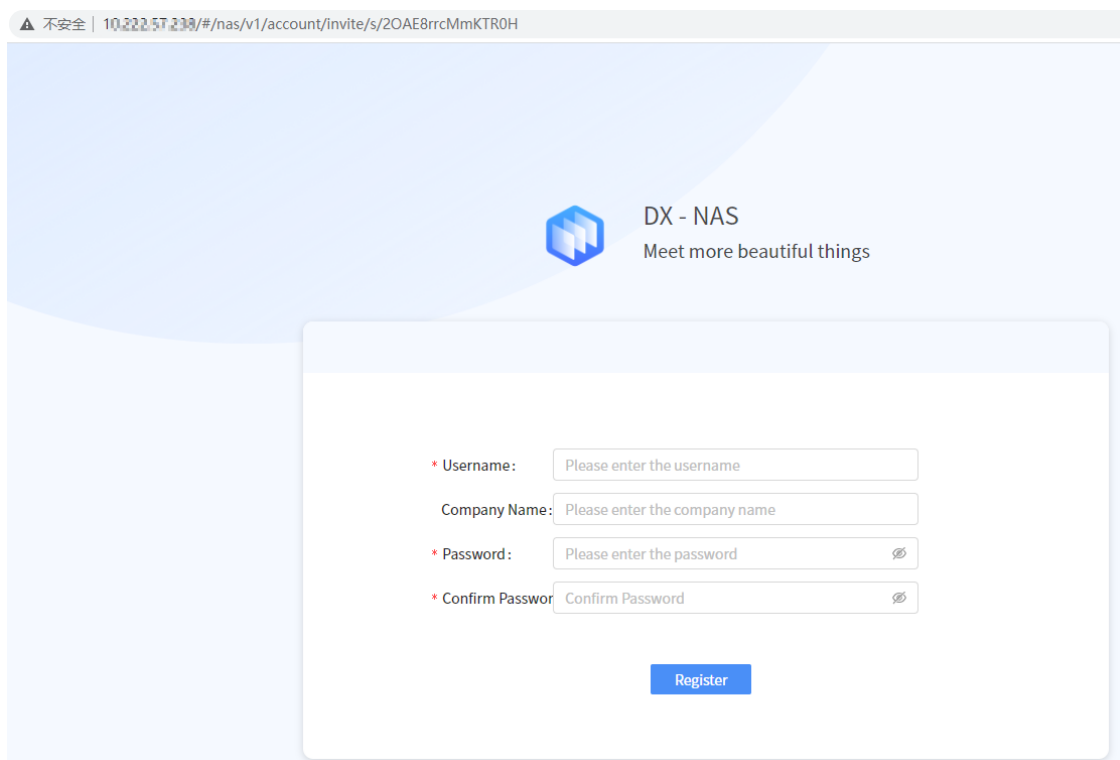 不安全 | /#/nas/v1/account/invite/s/2OAE8rrcMmKTR0H
DX - NAS
Meet more beautiful things
* Username: Please enter the username
Company Name: Please enter the company name
* Password: Please enter the password
* Confirm Passwor Confirm Password
Register